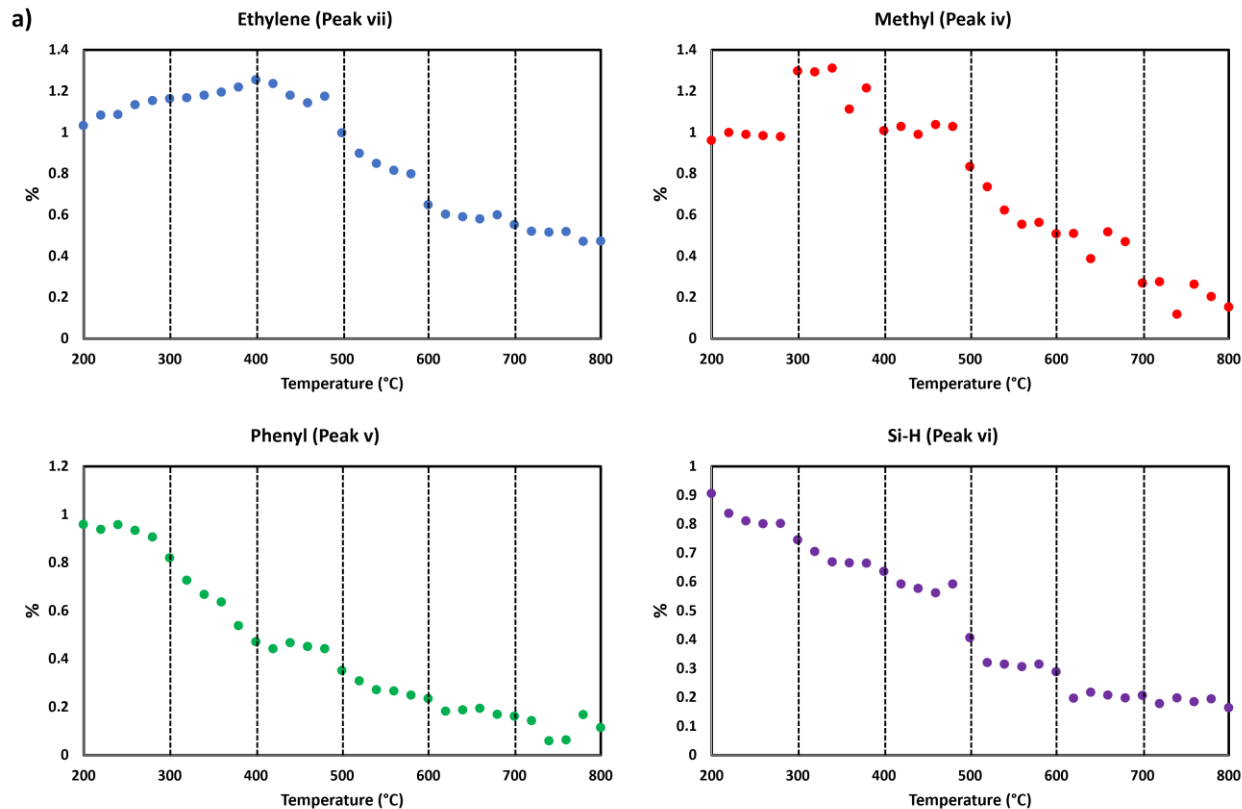 a)
Ethylene (Peak vii)
%
1.4
1.2
1
0.8
0.6
0.4
0.2
0
200 300 400 500 600 700 800
Temperature (°C)
Methyl (Peak iv)
%
1.4
1.2
1
0.8
0.6
0.4
0.2
0
200 300 400 500 600 700 800
Temperature (°C)
Phenyl (Peak v)
%
1.2
1
0.8
0.6
0.4
0.2
0
200 300 400 500 600 700 800
Temperature (°C)
Si-H (Peak vi)
%
1
0.9
0.8
0.7
0.6
0.5
0.4
0.3
0.2
0.1
0
200 300 400 500 600 700 800
Temperature (°C)